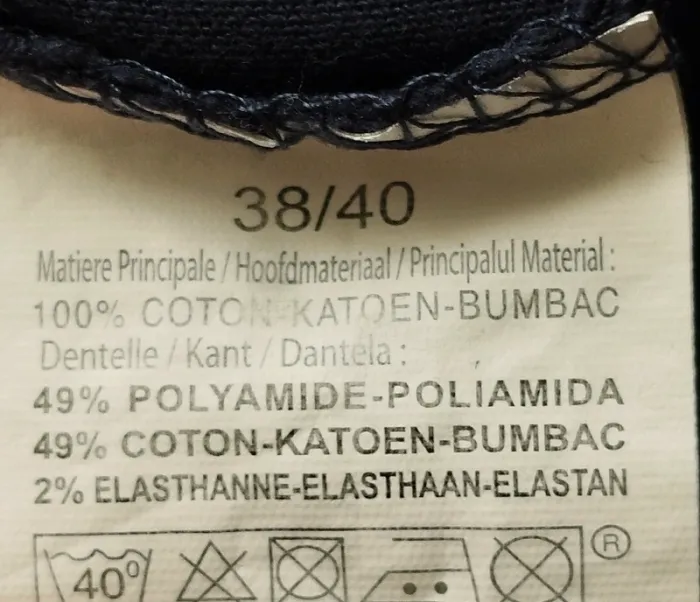 38/40
Matiere Principale / Hoofdmateriaal / Principalul Material :
100% COTON-KATOEN-BUMBAC
Dentelle / Kant / Dantela :
49% POLYAMIDE-POLIAMIDA
49% COTON-KATOEN-BUMBAC
2% ELASTHANNE-ELASTHAAN-ELASTAN
40° ®